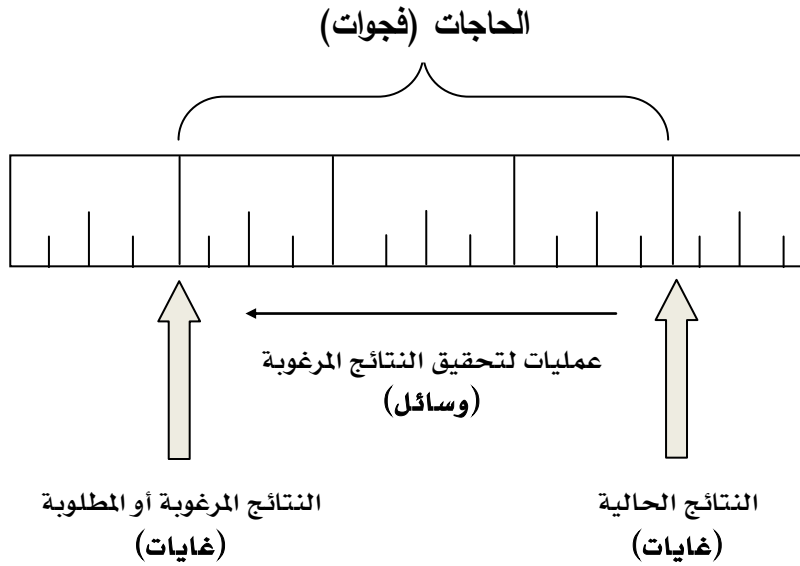 الحاجات (فجوات)
عمليات لتحقيق النتائج المرغوبة
(وسائل)
النتائج الحالية
(غايات)
النتائج المرغوبة أو المطلوبة
(غايات)